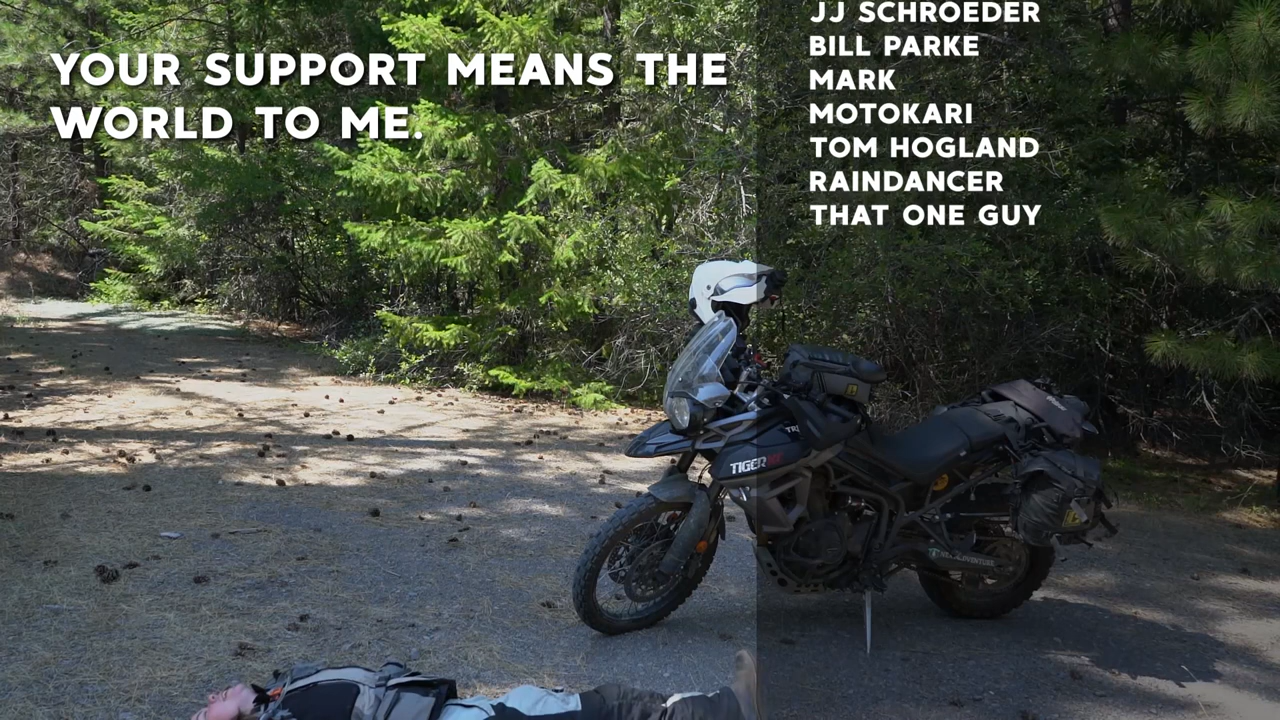 YOUR SUPPORT MEANS THE
WORLD TO ME.
JJ SCHROEDER
BILL PARKE
MARK
MOTOKARI
TOM HOGLAND
RAINDANCER
THAT ONE GUY
TIGER